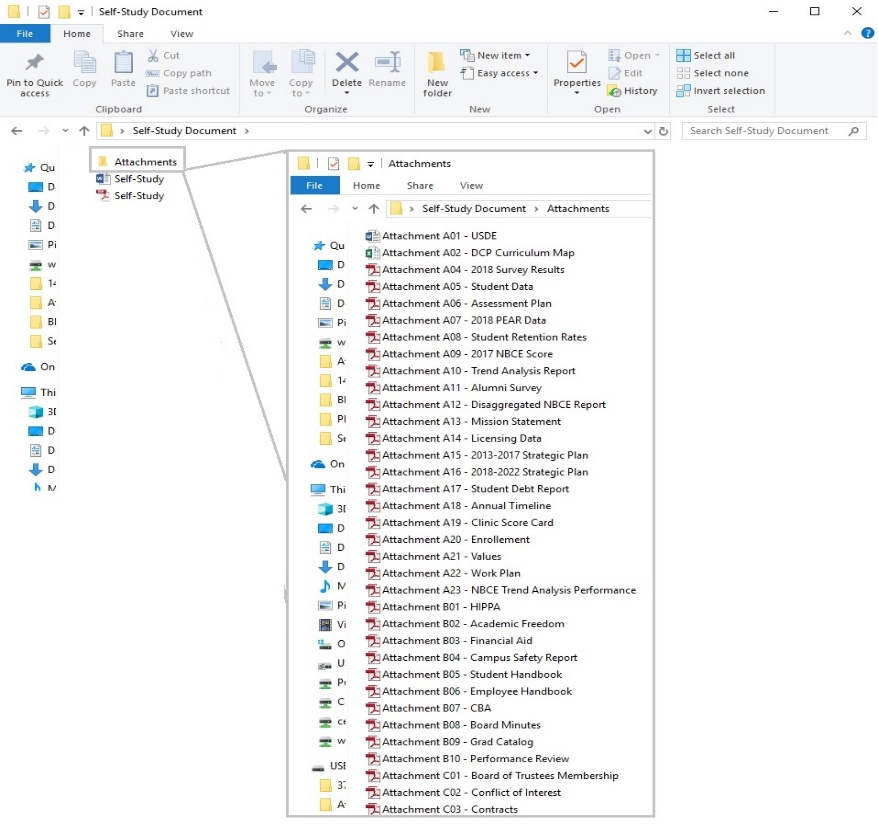 Self-Study Document
File Home Share View
Pin to Quick access
Copy
Paste
Cut
Copy path
Paste shortcut
Move to
Copy to
Delete
Rename
New folder
New item
Easy access
Properties
Open
Edit
History
Select all
Select none
Invert selection
Clipboard Organize New Open Select
Self-Study Document
Search Self-Study Document
Attachments
Self-Study
Self-Study
Qu
D
D
D
Pi
w
14
A
Bl
Se
On
Thi
3D
D
D
D
M
Attachments
File Home Share View
Self-Study Document Attachments
Qu
D
D
D
Pi
w
A
14
Bl
Pl
Se
On
Thi
3D
D
D
D
M
Pi
Vi
O
U
Pu
C
ce
w
USB
37
A
Attachment A01 - USDE
Attachment A02 - DCP Curriculum Map
Attachment A04 - 2018 Survey Results
Attachment A05 - Student Data
Attachment A06 - Assessment Plan
Attachment A07 - 2018 PEAR Data
Attachment A08 - Student Retention Rates
Attachment A09 - 2017 NBCE Score
Attachment A10 - Trend Analysis Report
Attachment A11 - Alumni Survey
Attachment A12 - Disaggregated NBCE Report
Attachment A13 - Mission Statement
Attachment A14 - Licensing Data
Attachment A15 - 2013-2017 Strategic Plan
Attachment A16 - 2018-2022 Strategic Plan
Attachment A17 - Student Debt Report
Attachment A18 - Annual Timeline
Attachment A19 - Clinic Score Card
Attachment A20 - Enrollement
Attachment A21 - Values
Attachment A22 - Work Plan
Attachment A23 - NBCE Trend Analysis Performance
Attachment B01 - HIPPA
Attachment B02 - Academic Freedom
Attachment B03 - Financial Aid
Attachment B04 - Campus Safety Report
Attachment B05 - Student Handbook
Attachment B06 - Employee Handbook
Attachment B07 - CBA
Attachment B08 - Board Minutes
Attachment B09 - Grad Catalog
Attachment B10 - Performance Review
Attachment C01 - Board of Trustees Membership
Attachment C02 - Conflict of Interest
Attachment C03 - Contracts